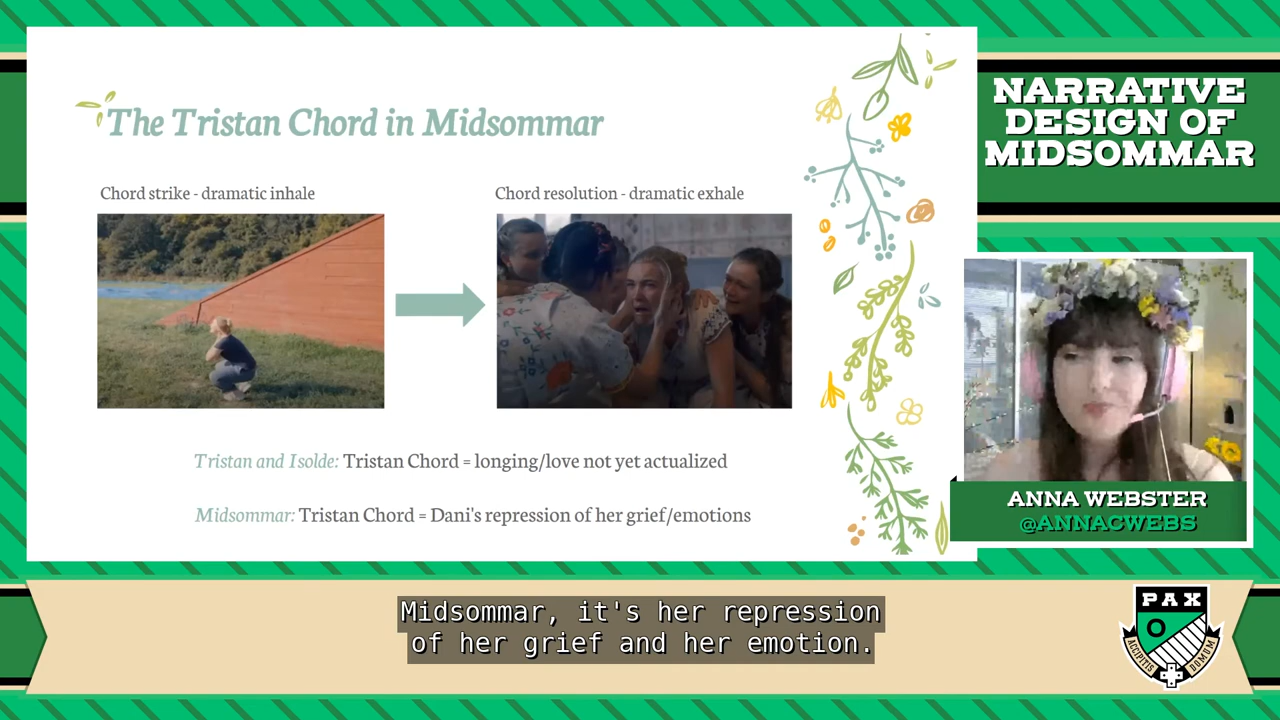 The Tristan Chord in Midsommar
Chord strike - dramatic inhale
Chord resolution - dramatic exhale
Tristan and Isolde: Tristan Chord = longing/love not yet actualized
Midsommar: Tristan Chord = Dani's repression of her grief/emotions
NARRATIVE
DESIGN OF
MIDSOMMAR
ANNA WEBSTER
@ANNACWEBS
Midsommar, it's her repression
of her grief and her emotion.
PAX
O
ACCIPITIS
DOMUM